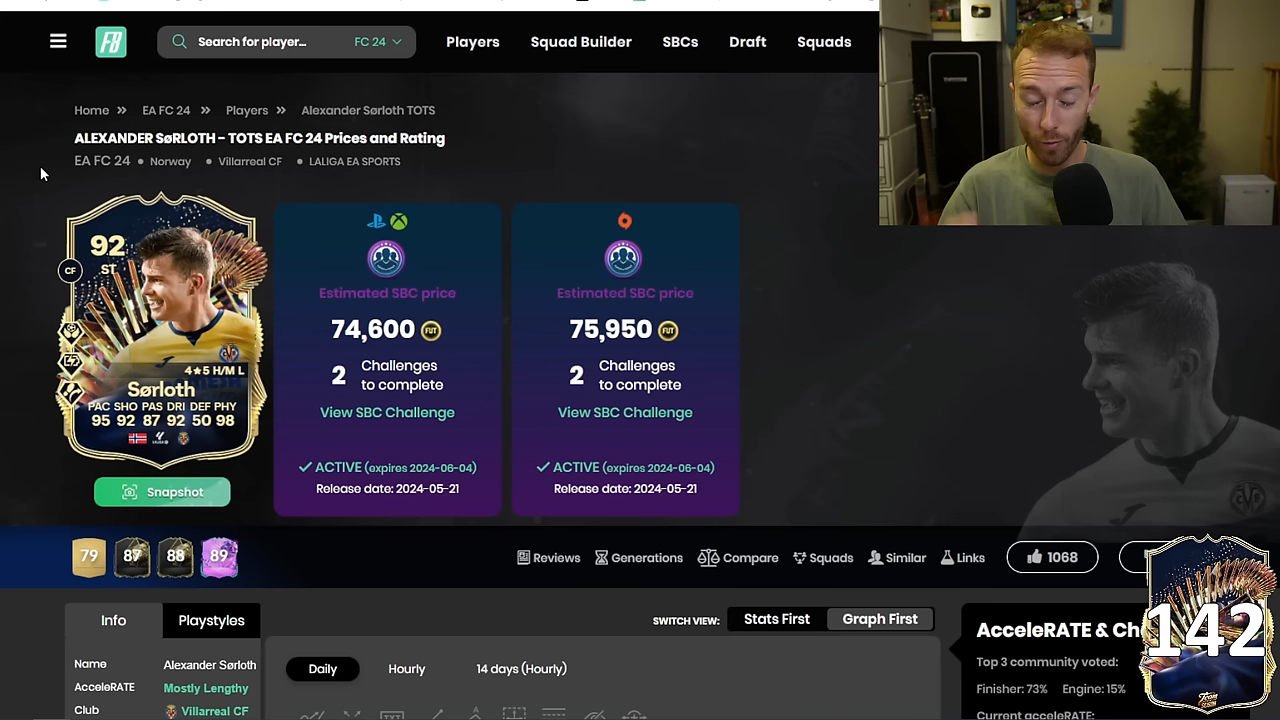 FB
Search for player...
FC 24
Players
Squad Builder
SBCs
Draft
Squads
Home » EA FC 24 » Players » Alexander Sørloth TOTS
ALEXANDER SøRLOTH - TOTS EA FC 24 Prices and Rating
EA FC 24 • Norway • Villarreal CF • LALIGA EA SPORTS
92
ST
CF
4★5 H/M L
Sørloth
PAC SHO PAS DRI DEF PHY
95 92 87 92 50 98
Snapshot
Estimated SBC price
74,600 FUT
2 Challenges
to complete
View SBC Challenge
ACTIVE (expires 2024-06-04)
Release date: 2024-05-21
Estimated SBC price
75,950 FUT
2 Challenges
to complete
View SBC Challenge
ACTIVE (expires 2024-06-04)
Release date: 2024-05-21
79
87
88
89
Reviews
Generations
Compare
Squads
Similar
Links
1068
Info
Playstyles
Name Alexander Sørloth
AcceleRATE Mostly Lengthy
Club Villarreal CF
SWITCH VIEW:
Stats First
Graph First
Daily
Hourly
14 days (Hourly)
TXT
AcceleRATE & Ch
Top 3 community voted:
Finisher: 73% Engine: 15%
Current acceleRATE:
142